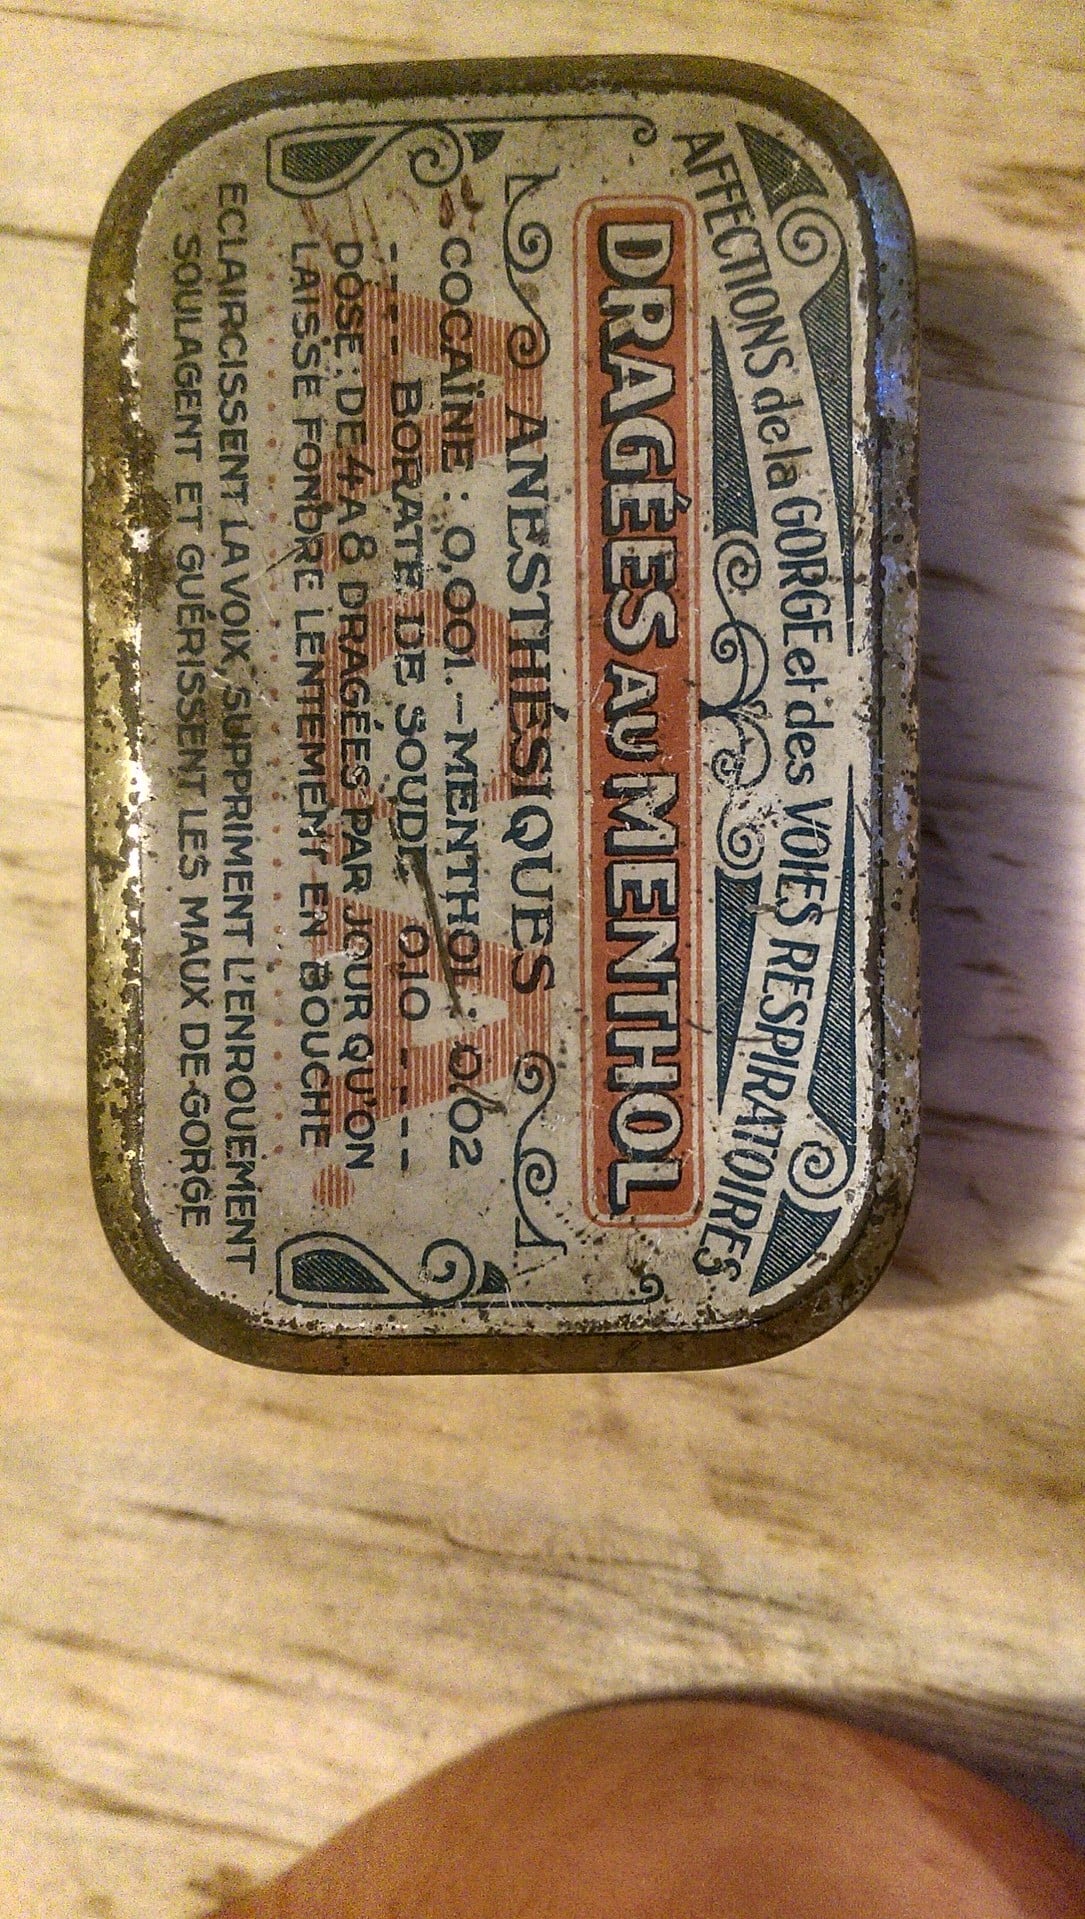 AFFECTIONS de la GORGE et des VOIES RESPIRATOIRES
DRAGÉES AU MENTHOL
ANESTHÉSIQUES
COCAÏNE : 0,001.—MENTHOL : 0,02
---- BORATE DE SOUDE 0,10 ----
DOSE : DE 4 A 8 DRAGÉES PAR JOUR QU'ON
LAISSE FONDRE LENTEMENT EN BOUCHE
ECLAIRCISSENT LA VOIX, SUPPRIMENT L'ENROUEMENT
SOULAGENT ET GUÉRISSENT LES MAUX DE GORGE